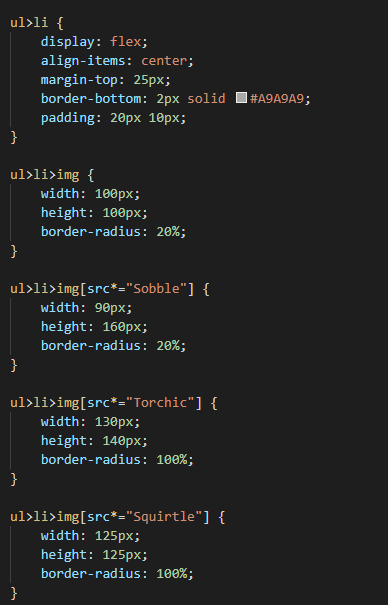 ul>li {
    display: flex;
    align-items: center;
    margin-top: 25px;
    border-bottom: 2px solid #A9A9A9;
    padding: 20px 10px;
}

ul>li>img {
    width: 100px;
    height: 100px;
    border-radius: 20%;
}

ul>li>img[src*="Sobble"] {
    width: 90px;
    height: 160px;
    border-radius: 20%;
}

ul>li>img[src*="Torchic"] {
    width: 130px;
    height: 140px;
    border-radius: 100%;
}

ul>li>img[src*="Squirtle"] {
    width: 125px;
    height: 125px;
    border-radius: 100%;
}